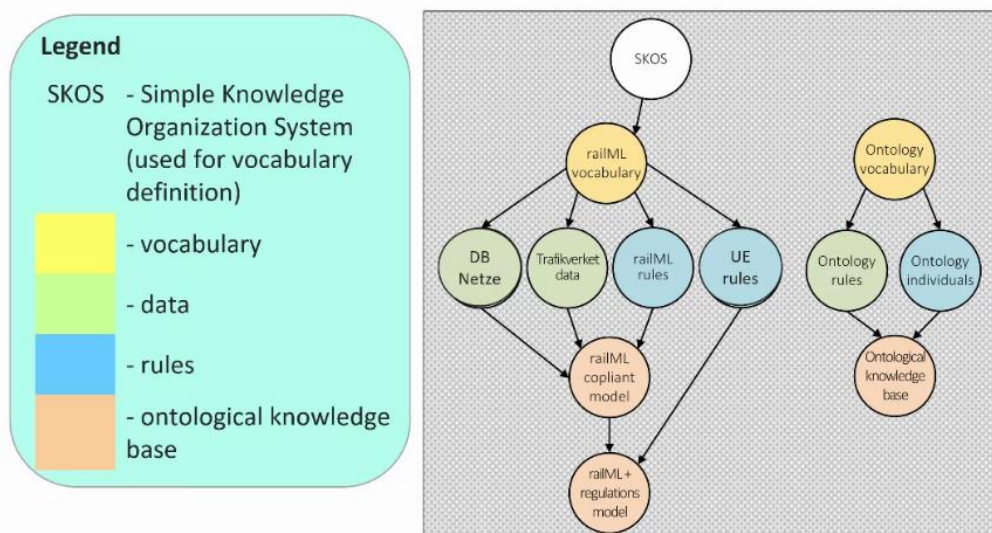 Legend
SKOS - Simple Knowledge
Organization System
(used for vocabulary
definition)
- vocabulary
- data
- rules
- ontological knowledge
base
SKOS
railML
vocabulary
Ontology
vocabulary
DB
Netze
Trafikverket
data
railML
rules
UE
rules
Ontology
rules
Ontology
individuals
railML
copliant
model
Ontological
knowledge
base
railML +
regulations
model